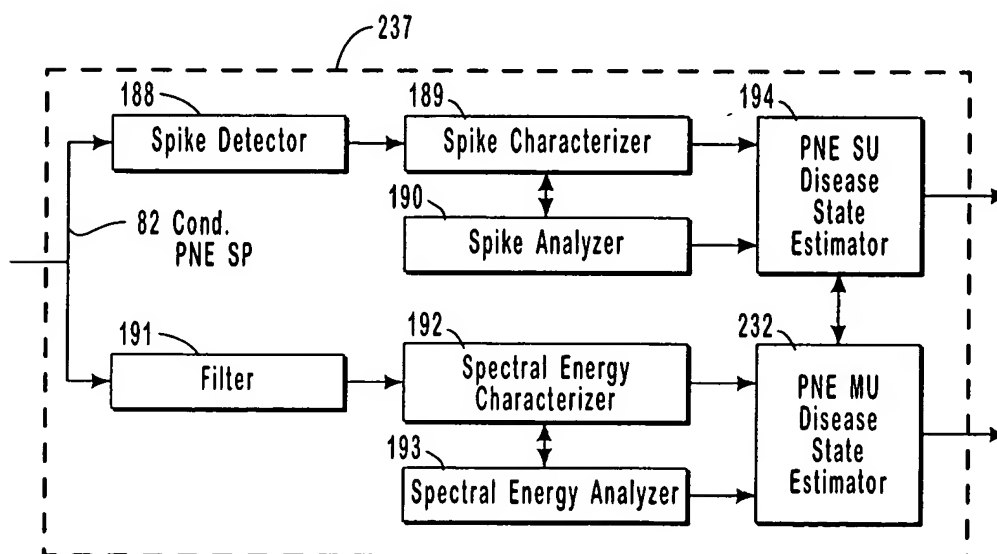 237
188
Spike Detector
189
Spike Characterizer
194
PNE SU
Disease
State
Estimator
190
Spike Analyzer
82 Cond.
PNE SP
191
Filter
192
Spectral Energy
Characterizer
193
Spectral Energy Analyzer
232
PNE MU
Disease
State
Estimator